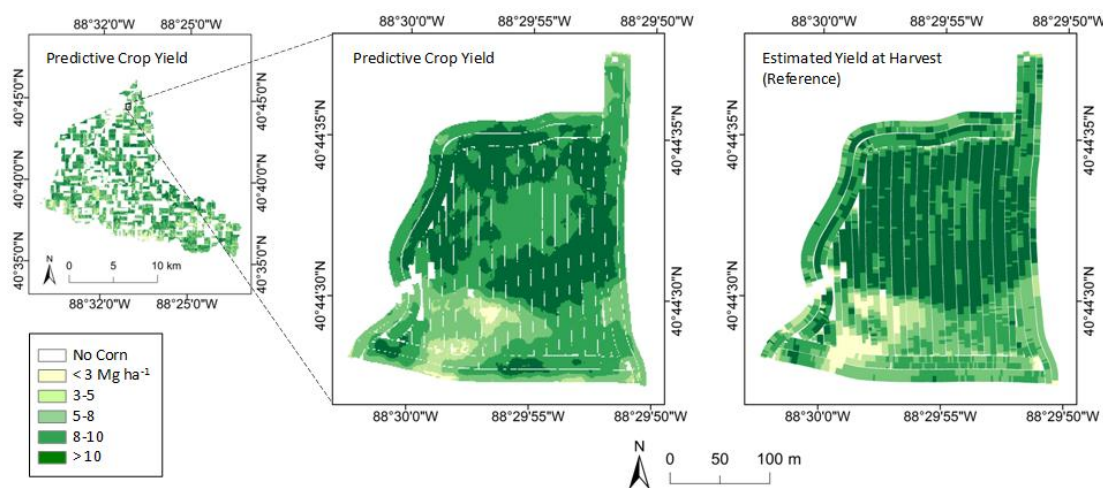 88°32'0"W 88°25'0"W
Predictive Crop Yield
40°45'0"N
40°40'0"N
40°35'0"N
40°45'0"N
40°40'0"N
40°35'0"N
N
0 5 10 km
88°32'0"W 88°25'0"W
No Corn
< 3 Mg ha⁻¹
3-5
5-8
8-10
> 10
88°30'0"W 88°29'55"W 88°29'50"W
Predictive Crop Yield
40°44'35"N
40°44'30"N
40°44'35"N
40°44'30"N
88°30'0"W 88°29'55"W 88°29'50"W
88°30'0"W 88°29'55"W 88°29'50"W
Estimated Yield at Harvest
(Reference)
40°44'35"N
40°44'30"N
40°44'35"N
40°44'30"N
88°30'0"W 88°29'55"W 88°29'50"W
N
0 50 100 m